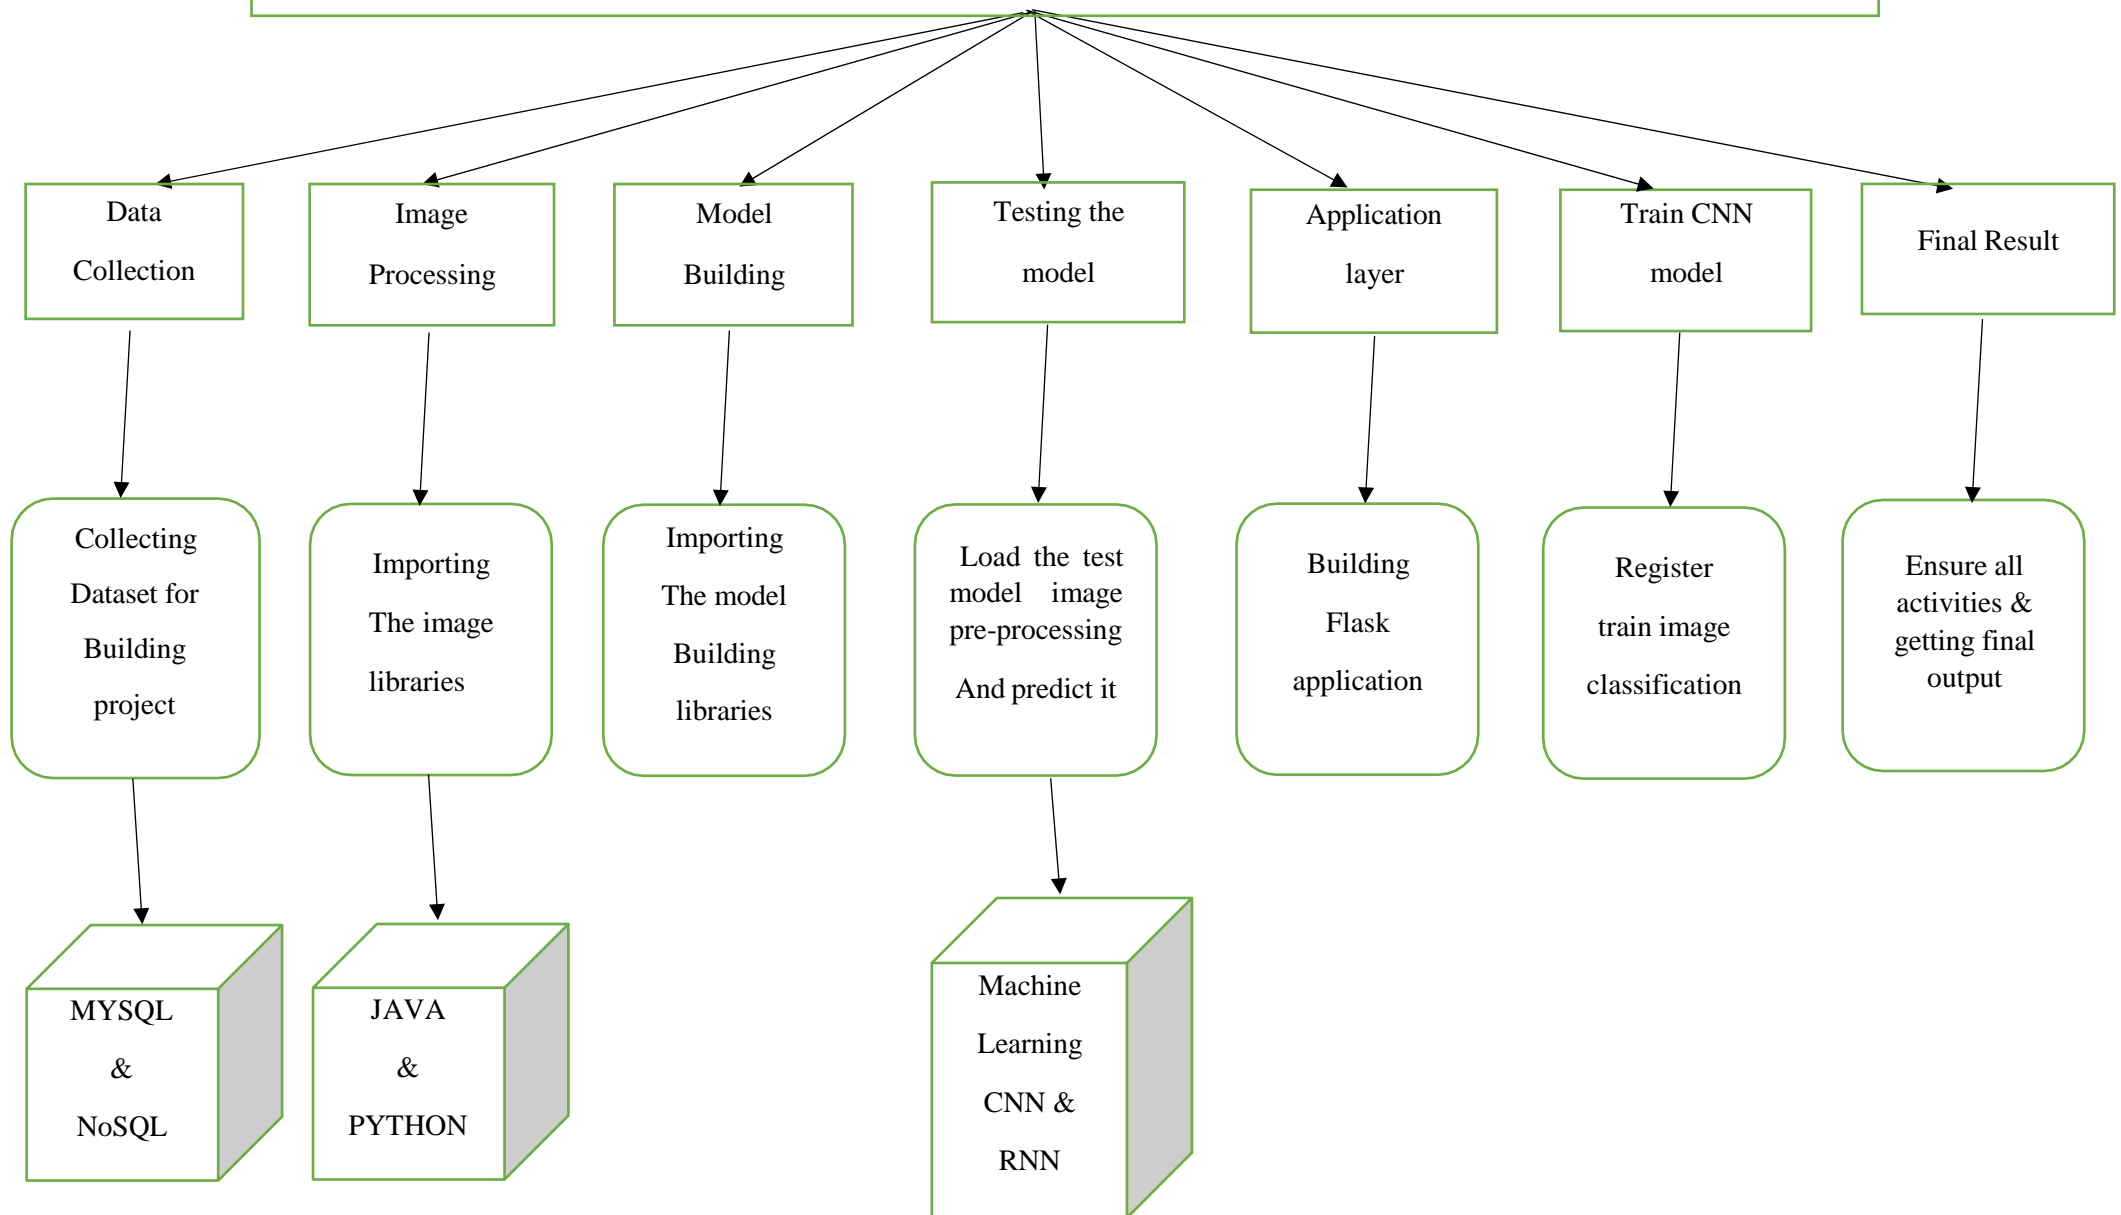 Data
Collection
Image
Processing
Model
Building
Testing the
model
Application
layer
Train CNN
model
Final Result
Collecting
Dataset for
Building
project
Importing
The image
libraries
Importing
The model
Building
libraries
Load the test
model image
pre-processing
And predict it
Building
Flask
application
Register
train image
classification
Ensure all
activities &
getting final
output
MYSQL
&
NoSQL
JAVA
&
PYTHON
Machine
Learning
CNN &
RNN